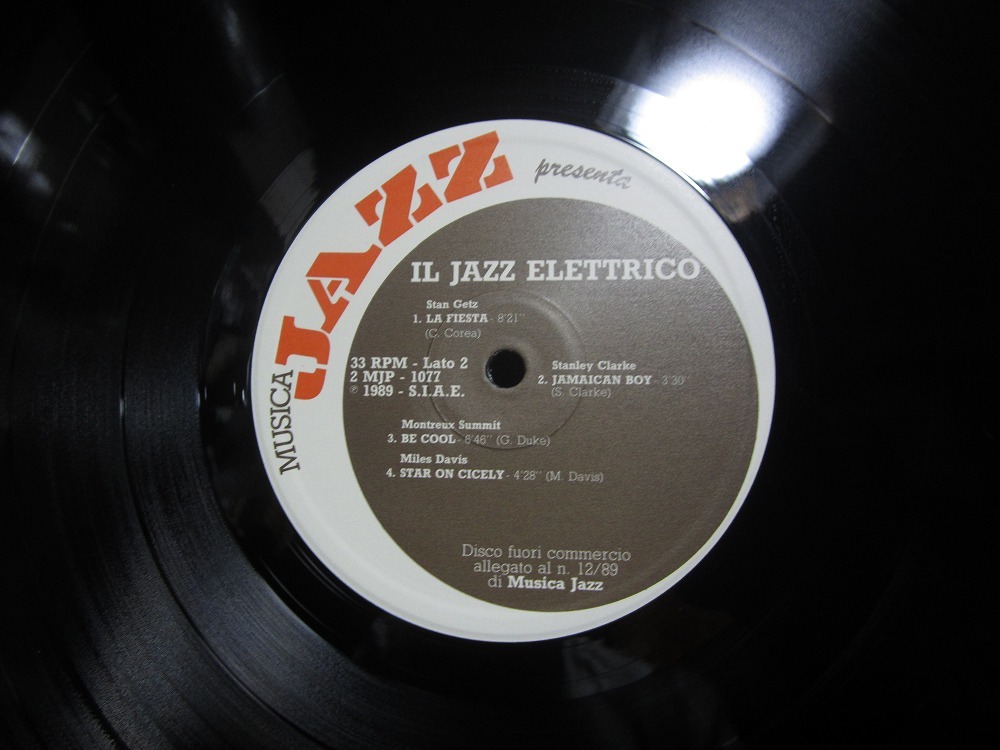 MUSICA JAZZ presenta
IL JAZZ ELETTRICO
Stan Getz
1. LA FIESTA - 8'21''
(C. Corea)
33 RPM - Lato 2
2 MJP - 1077
℗ 1989 - S.I.A.E.
Stanley Clarke
2. JAMAICAN BOY - 3'30''
(S. Clarke)
Montreux Summit
3. BE COOL - 8'46'' (G. Duke)
Miles Davis
4. STAR ON CICELY - 4'28'' (M. Davis)
Disco fuori commercio
allegato al n. 12/89
di Musica Jazz